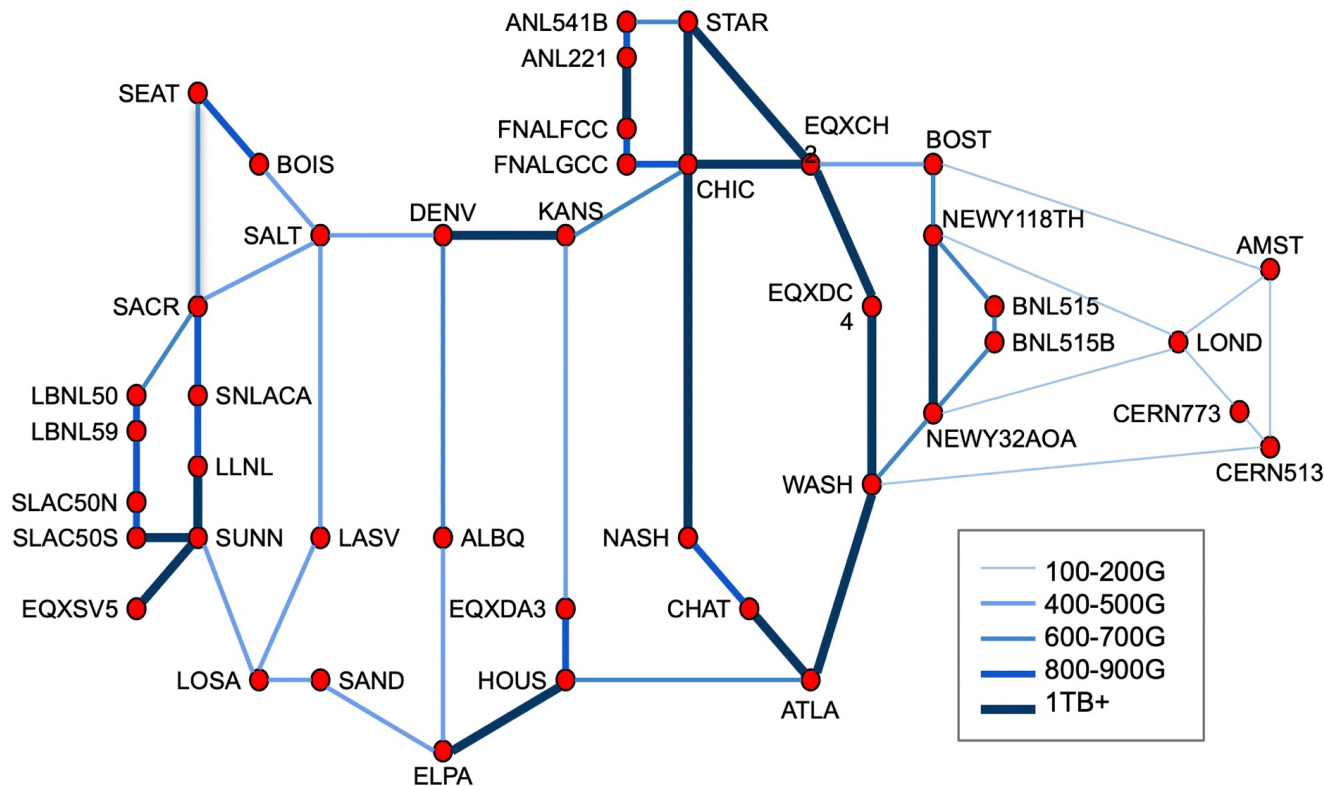 ANL541B
STAR
ANL221
SEAT
FNALFCC
EQXCH
2
BOST
BOIS
FNALGCC
CHIC
DENV
KANS
NEWY118TH
SALT
AMST
EQXDC
4
SACR
BNL515
BNL515B
LOND
LBNL50
SNLACA
LBNL59
CERN773
NEWY32AOA
LLNL
CERN513
WASH
SLAC50N
SLAC50S
SUNN
LASV
ALBQ
NASH
EQXSV5
EQXDA3
CHAT
LOSA
SAND
HOUS
ATLA
ELPA
100-200G
400-500G
600-700G
800-900G
1TB+